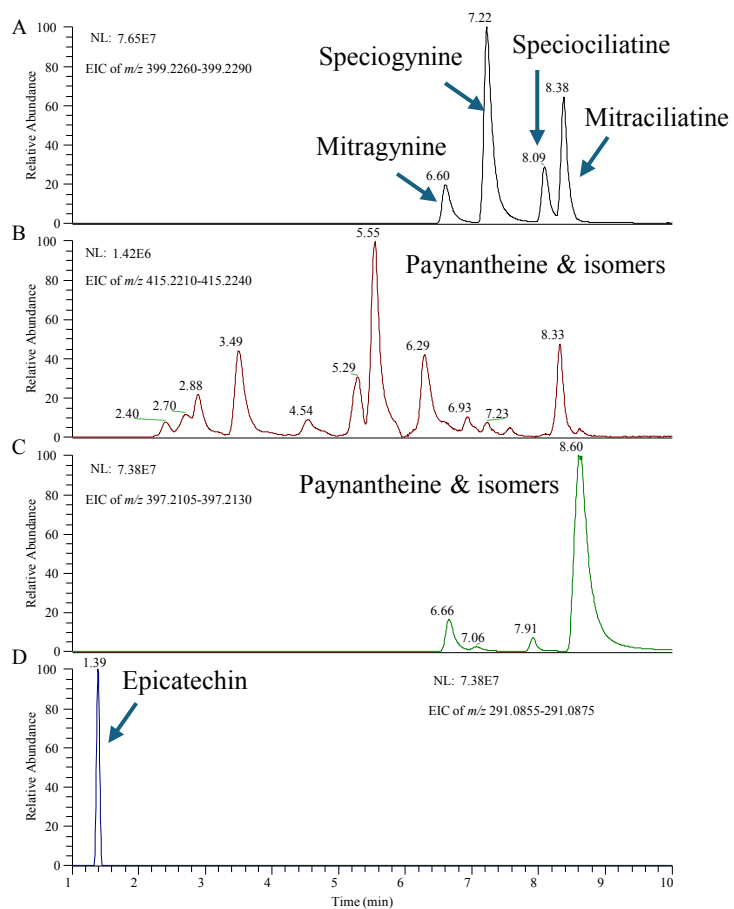 A
NL: 7.65E7
EIC of m/z 399.2260-399.2290
Relative Abundance
100
80
60
40
20
0
Mitragynine
Speciogynine
Speciociliatine
Mitraciliatine
6.60
7.22
8.09
8.38
B
NL: 1.42E6
EIC of m/z 415.2210-415.2240
Paynantheine & isomers
Relative Abundance
100
80
60
40
20
0
2.40
2.70
2.88
3.49
4.54
5.29
5.55
6.29
6.93
7.23
8.33
C
NL: 7.38E7
EIC of m/z 397.2105-397.2130
Paynantheine & isomers
Relative Abundance
100
80
60
40
20
0
6.66
7.06
7.91
8.60
D
Epicatechin
NL: 7.38E7
EIC of m/z 291.0855-291.0875
Relative Abundance
100
80
60
40
20
0
1.39
1 2 3 4 5 6 7 8 9 10
Time (min)